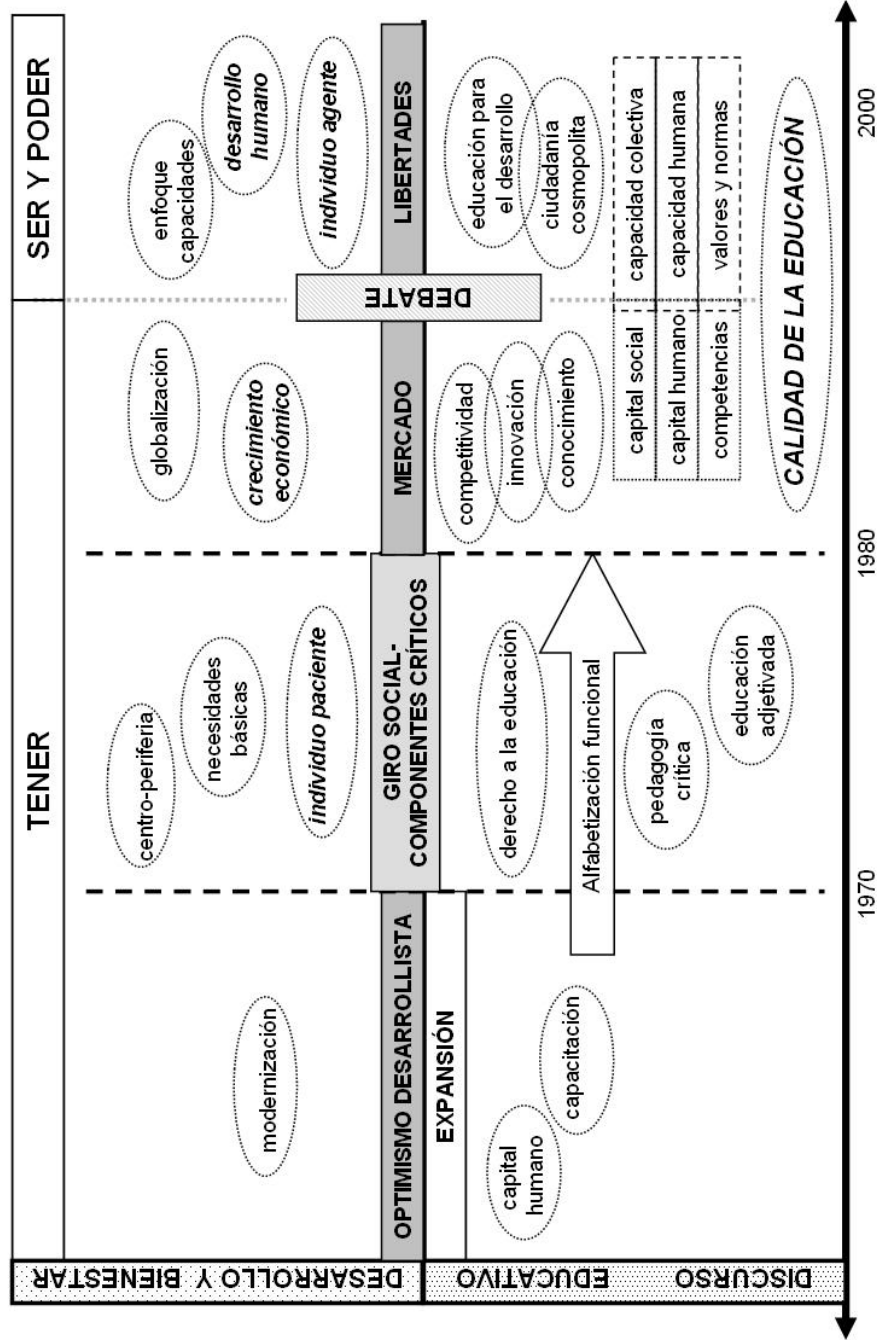 TENER
SER Y PODER
DESARROLLO Y BIENESTAR
modernización
centro-periferia
necesidades
básicas
individuo paciente
globalización
crecimiento
económico
enfoque
capacidades
desarrollo
humano
individuo agente
OPTIMISMO DESARROLLISTA
GIRO SOCIAL-
COMPONENTES CRÍTICOS
MERCADO
DEBATE
LIBERTADES
EXPANSIÓN
DISCURSO EDUCATIVO
capital
humano
capacitación
derecho a la educación
Alfabetización funcional
pedagogía
crítica
educación
adjetivada
competitividad
innovación
conocimiento
educación para
el desarrollo
ciudadanía
cosmopolita
capital social
capacidad colectiva
capital humano
capacidad humana
competencias
valores y normas
CALIDAD DE LA EDUCACIÓN
1970
1980
2000